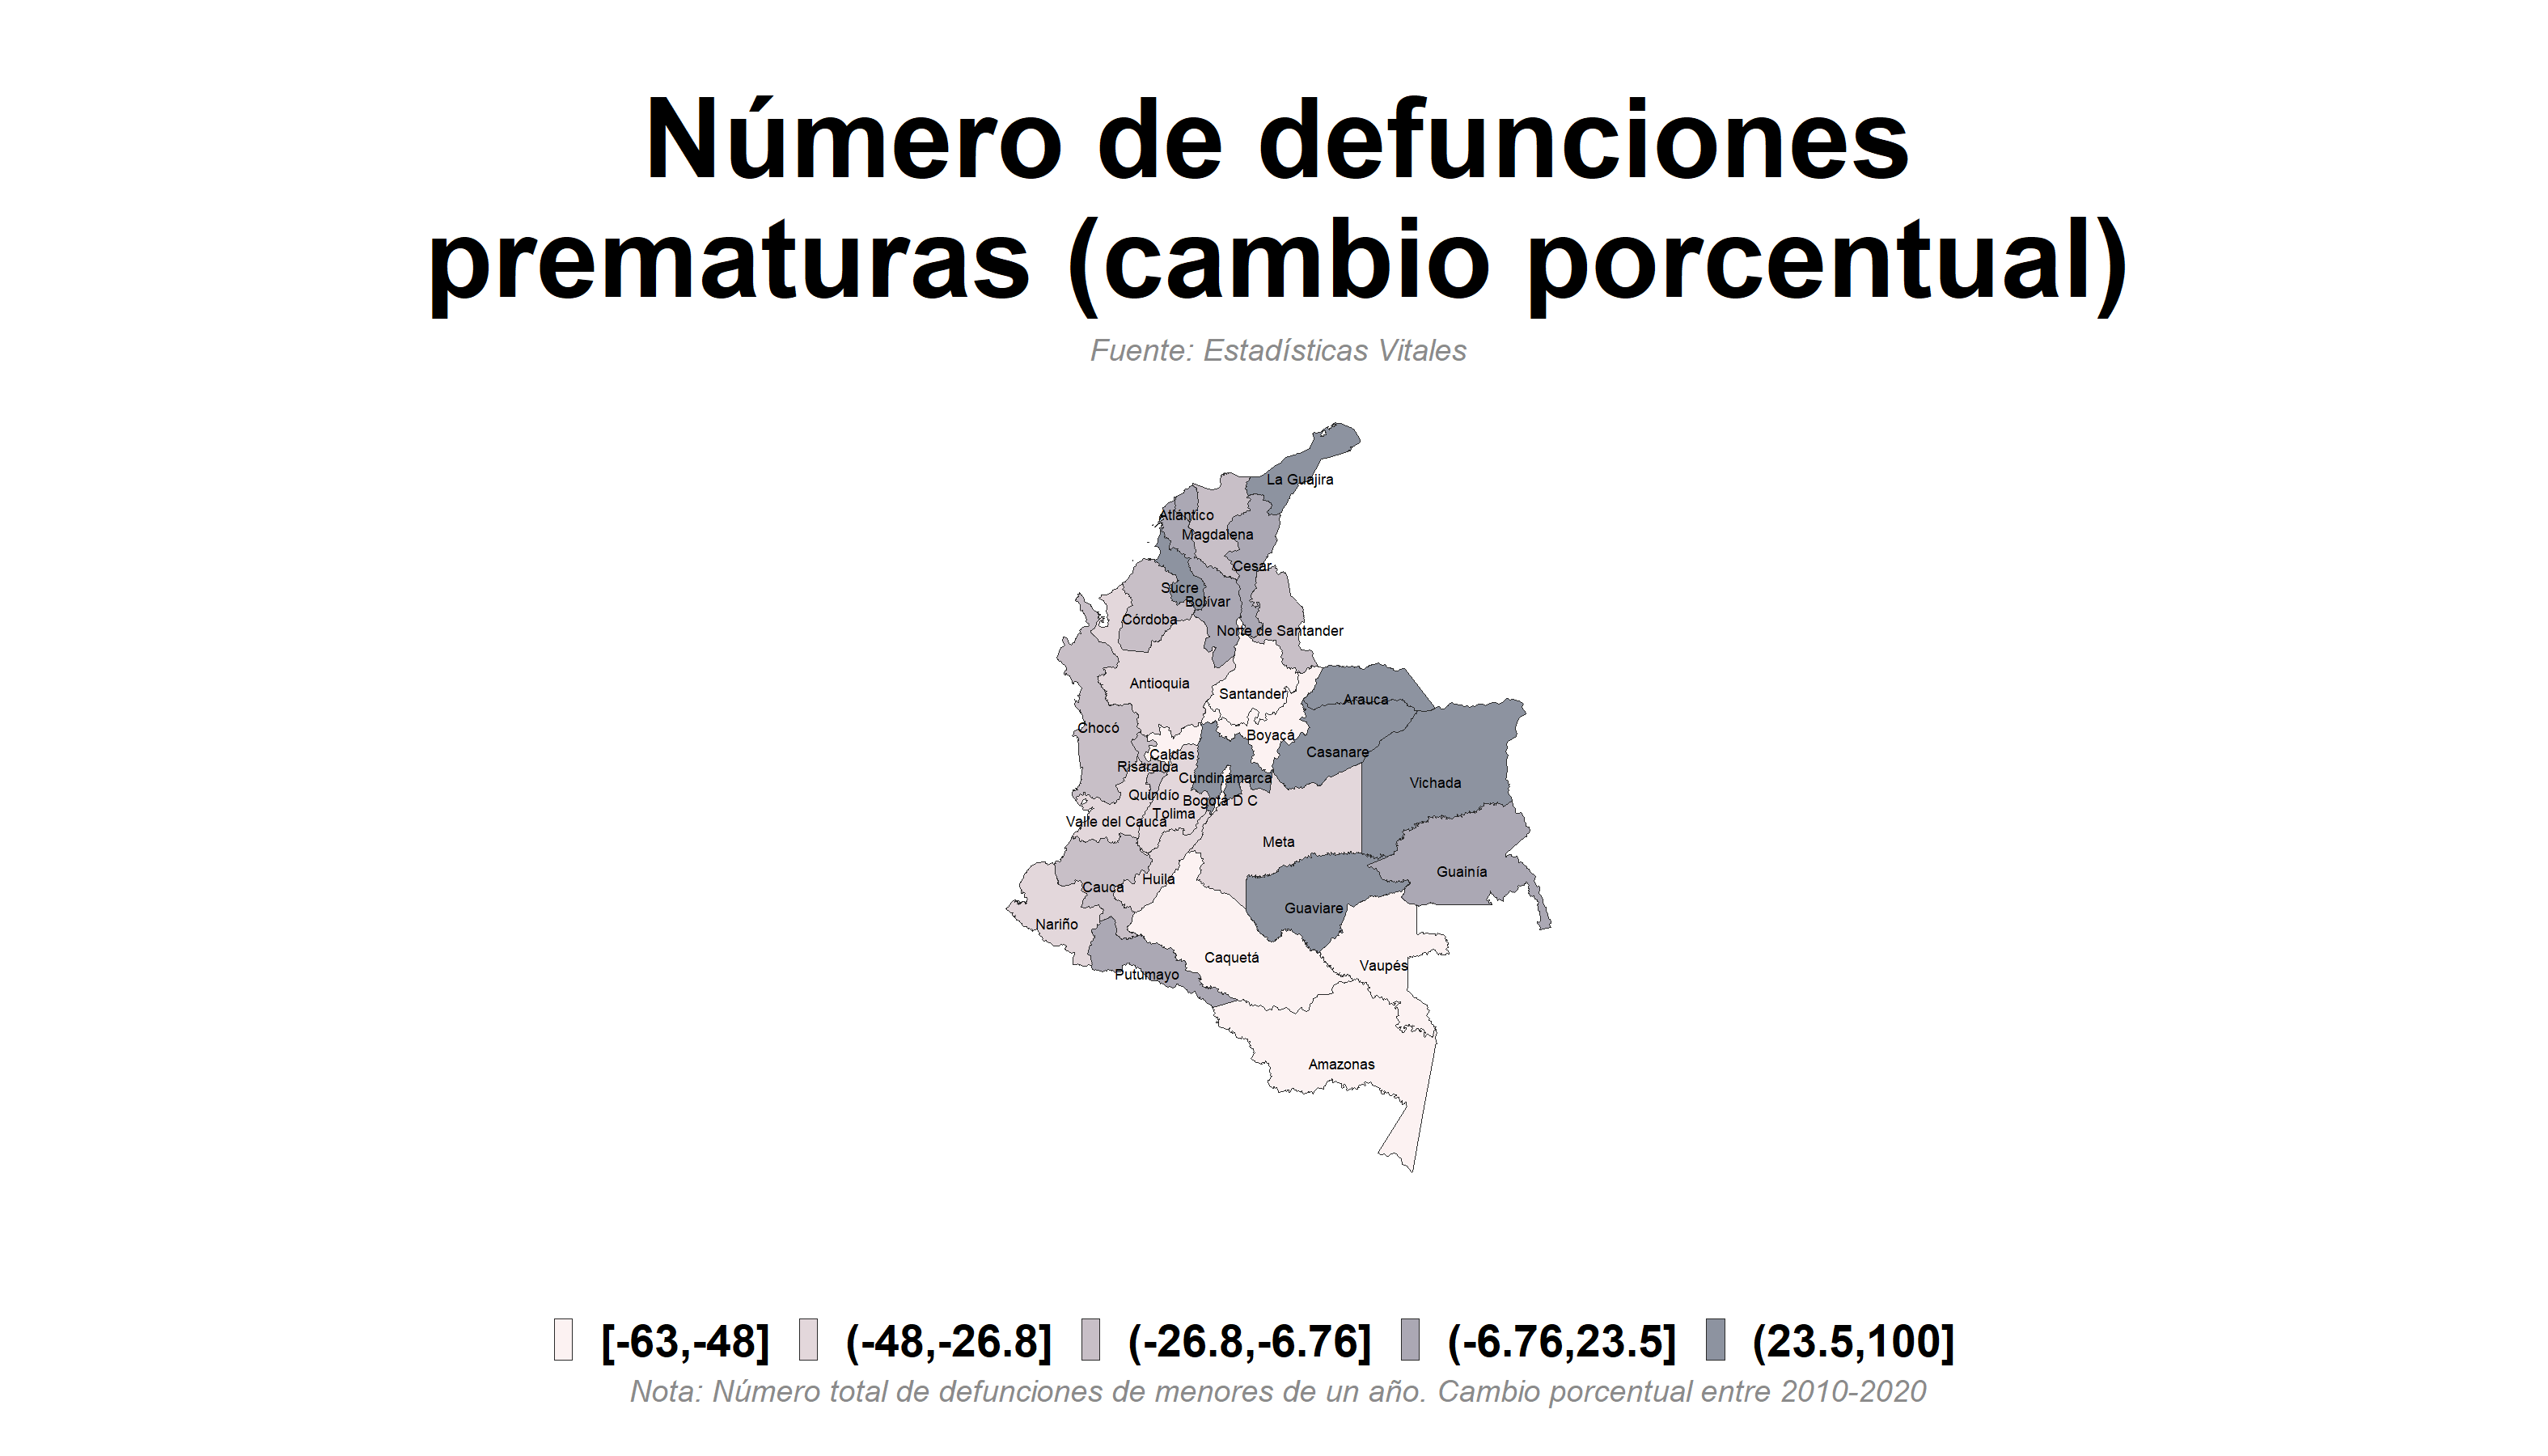 Número de defunciones
prematuras (cambio porcentual)
Fuente: Estadísticas Vitales
La Guajira
Atlántico
Magdalena
Cesar
Sucre
Bolívar
Córdoba
Norte de Santander
Antioquia
Santander
Arauca
Chocó
Boyacá
Casanare
Caldas
Risaralda
Cundinamarca
Vichada
Quindío
Bogotá D C
Tolima
Valle del Cauca
Meta
Guainía
Huila
Cauca
Guaviare
Nariño
Caquetá
Vaupés
Putumayo
Amazonas
[-63,-48] (-48,-26.8] (-26.8,-6.76] (-6.76,23.5] (23.5,100]
Nota: Número total de defunciones de menores de un año. Cambio porcentual entre 2010-2020